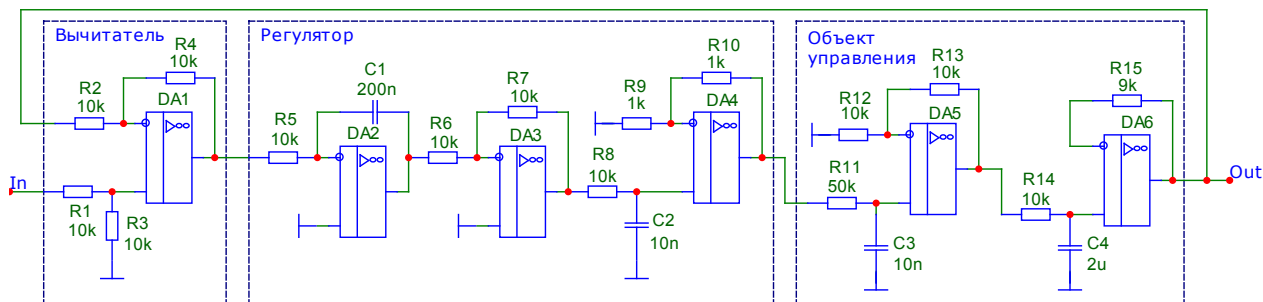 Вычитатель
Регулятор
Объект
управления
R4
10k
R2
10k
DA1
In
R1
10k
R3
10k
R5
10k
C1
200n
DA2
R6
10k
R7
10k
DA3
R8
10k
C2
10n
R9
1k
R10
1k
DA4
R11
50k
C3
10n
R12
10k
R13
10k
DA5
R14
10k
C4
2u
R15
9k
DA6
Out